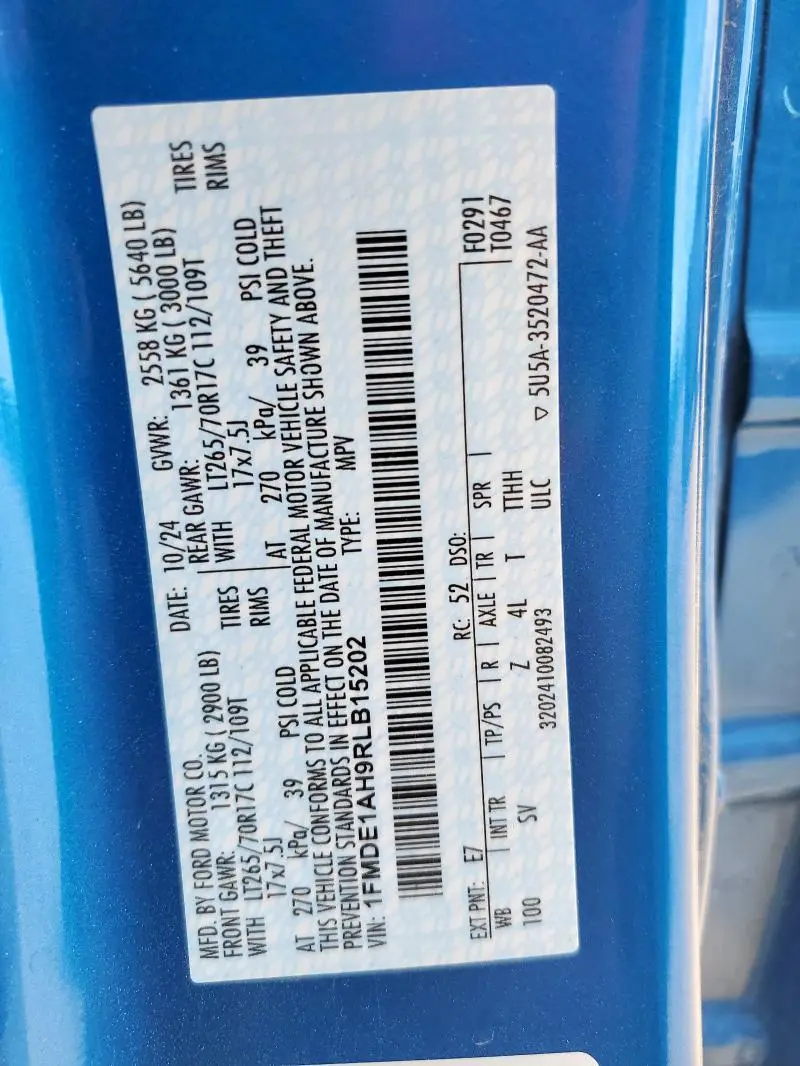 MFD. BY FORD MOTOR CO.
DATE: 10/24 GVWR: 2558 KG ( 5640 LB)
FRONT GAWR: 1315 KG ( 2900 LB) REAR GAWR: 1361 KG ( 3000 LB)
WITH LT265/70R17C 112/109T TIRES WITH LT265/70R17C 112/109T TIRES
17x7.5J RIMS 17x7.5J RIMS
AT 270 kPa/ 39 PSI COLD AT 270 kPa/ 39 PSI COLD
THIS VEHICLE CONFORMS TO ALL APPLICABLE FEDERAL MOTOR VEHICLE SAFETY AND THEFT
PREVENTION STANDARDS IN EFFECT ON THE DATE OF MANUFACTURE SHOWN ABOVE.
VIN: 1FMDE1AH9RLB15202 TYPE: MPV
EXT PNT: E7 RC: 52 DSO: F0291
WB INT TR TP/PS R AXLE TR SPR T0467
100 SV Z 4L T TTHH
3202410082493 ULC ▽ 5U5A-3520472-AA